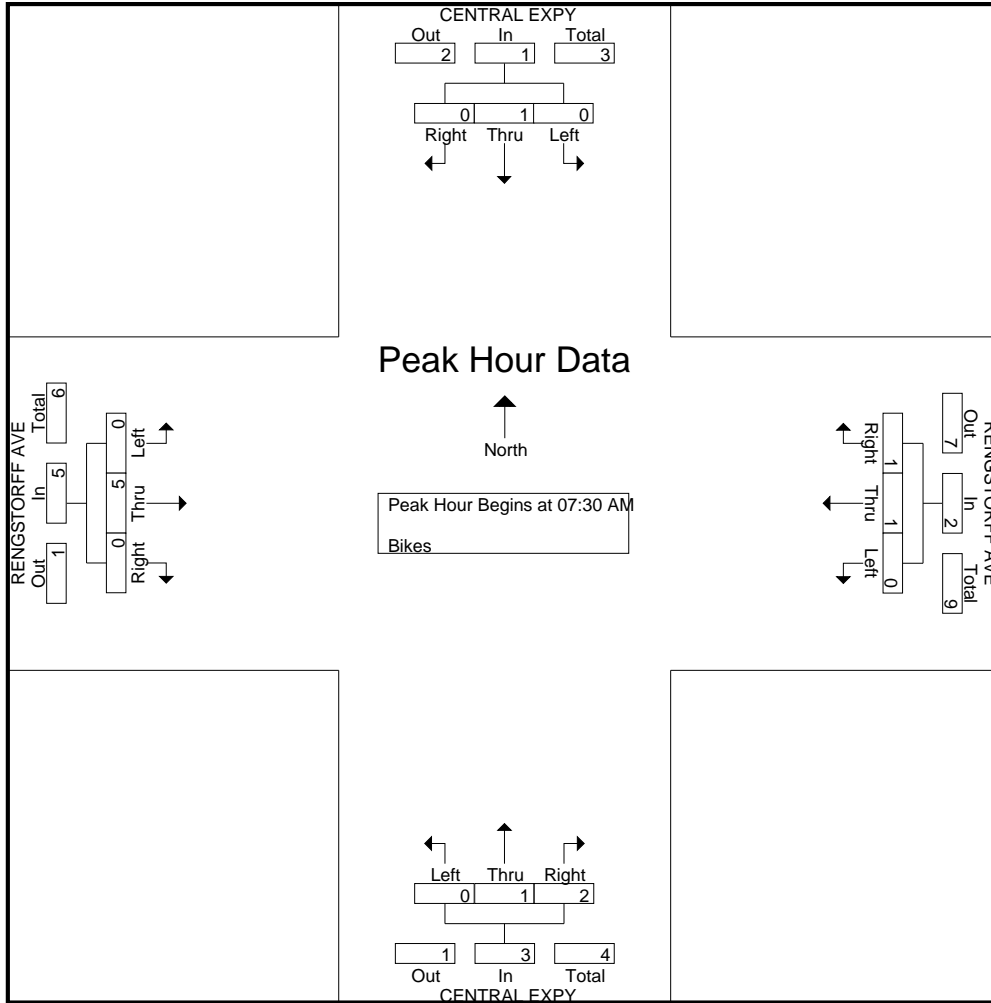 CENTRAL EXPY
Out In Total
2 1 3
0 1 0
Right Thru Left
Peak Hour Data
North
Peak Hour Begins at 07:30 AM
Bikes
RENGSTORFF AVE
Out In Total
1 5 6
0 5 0
Right Thru Left
RENGSTORFF AVE
Out In Total
7 2 9
1 1 0
Right Thru Left
Left Thru Right
0 1 2
1 3 4
Out In Total
CENTRAL EXPY